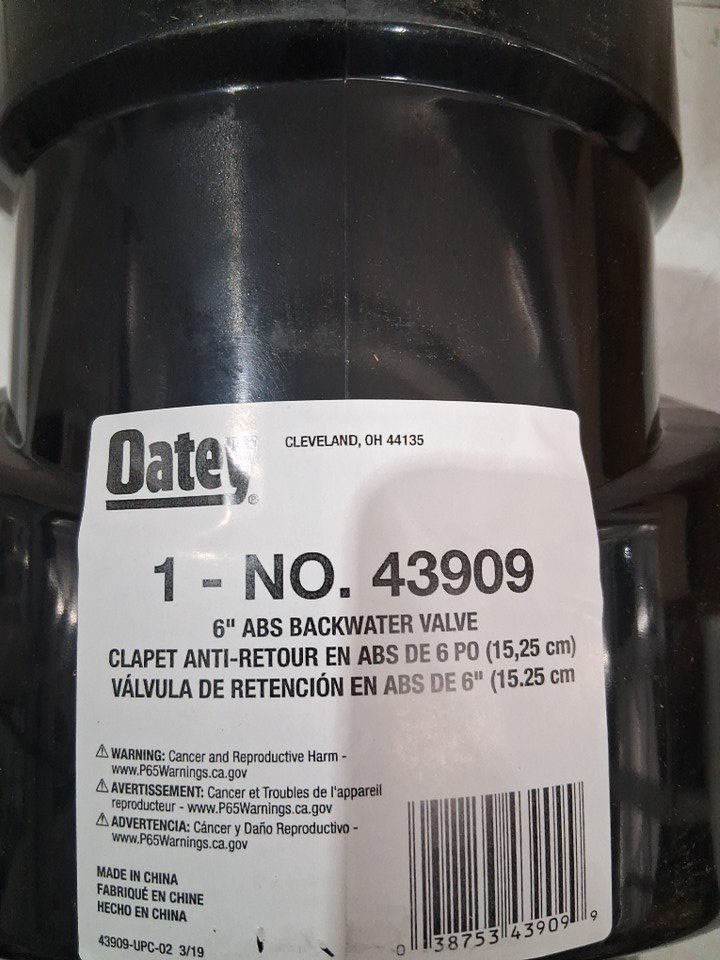 Oatey®
CLEVELAND, OH 44135
1 - NO. 43909
6" ABS BACKWATER VALVE
CLAPET ANTI-RETOUR EN ABS DE 6 PO (15,25 cm)
VÁLVULA DE RETENCIÓN EN ABS DE 6" (15.25 cm
WARNING: Cancer and Reproductive Harm -
www.P65Warnings.ca.gov
AVERTISSEMENT: Cancer et Troubles de l'appareil
reproducteur - www.P65Warnings.ca.gov
ADVERTENCIA: Cáncer y Daño Reproductivo -
www.P65Warnings.ca.gov
MADE IN CHINA
FABRIQUÉ EN CHINE
HECHO EN CHINA
43909-UPC-02 3/19
0 38753 43909 9